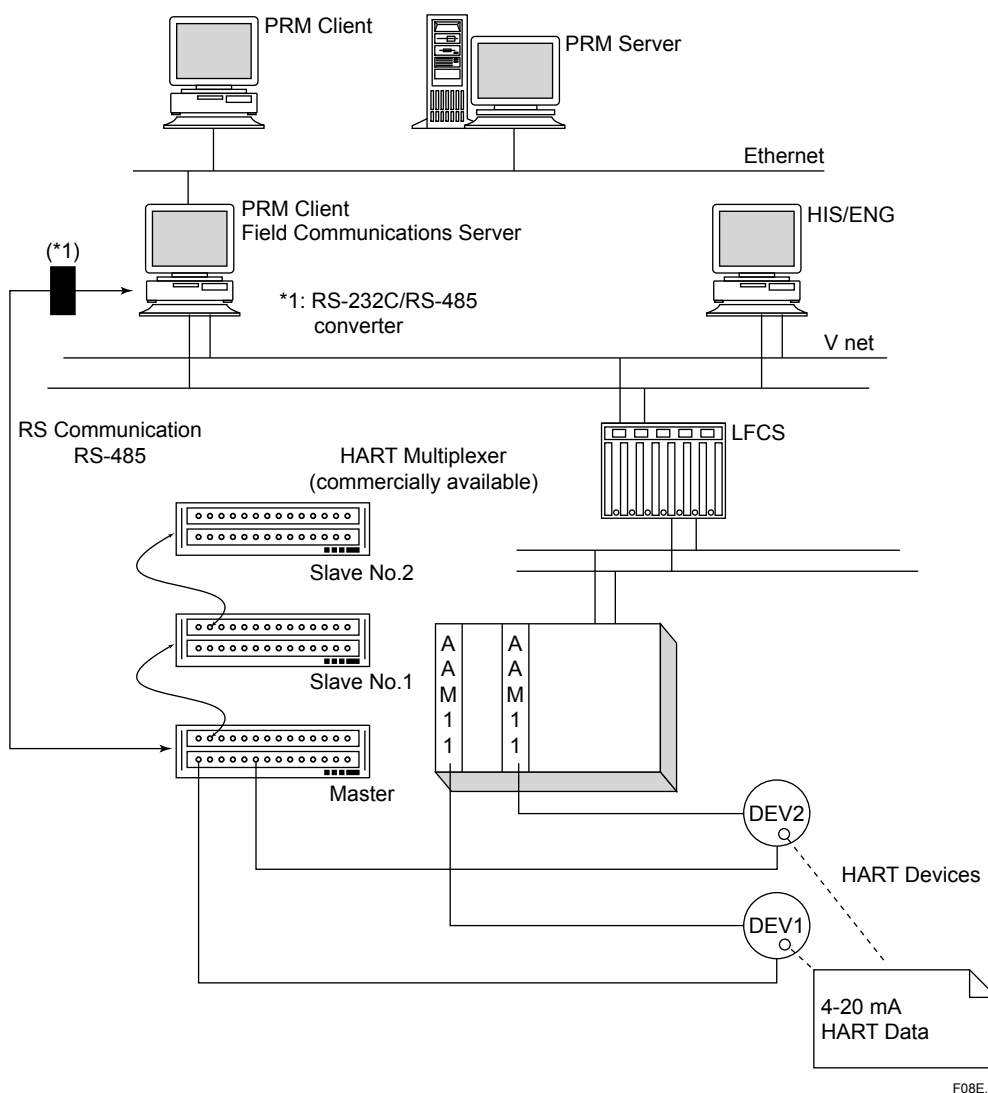 PRM Client
PRM Server
Ethernet
PRM Client
Field Communications Server
HIS/ENG
(*1)
*1: RS-232C/RS-485
converter
V net
RS Communication
RS-485
LFCS
HART Multiplexer
(commercially available)
Slave No.2
Slave No.1
Master
A
A
M
1
1
A
A
M
1
1
DEV2
HART Devices
DEV1
4-20 mA
HART Data
F08E.